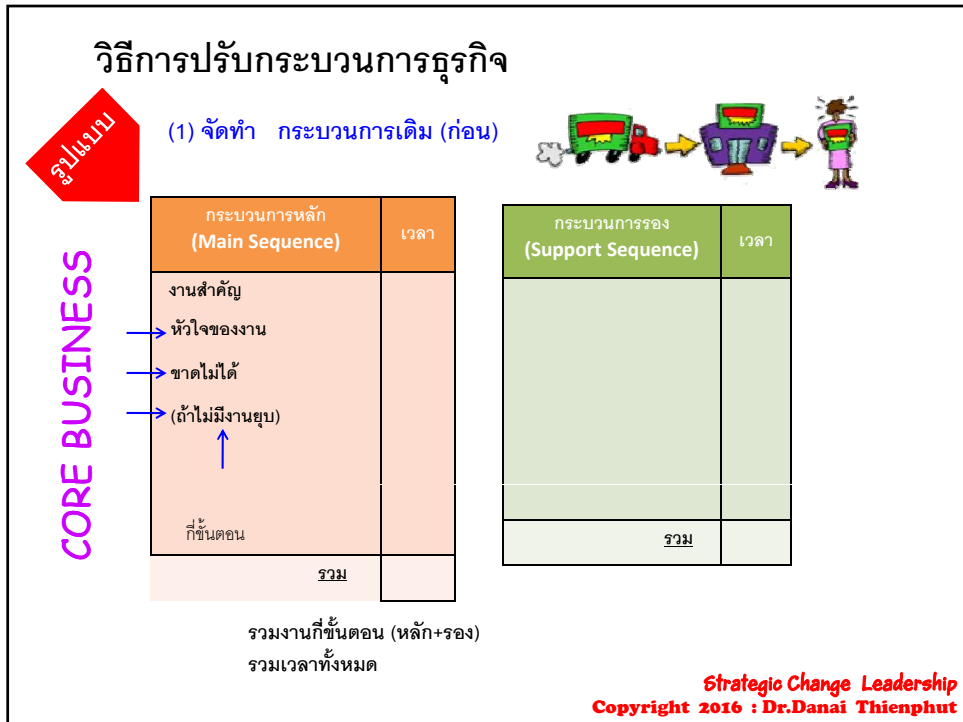 วิธีการปรับกระบวนการธุรกิจ
รูปแบบ
(1) จัดทำ กระบวนการเดิม (ก่อน)
CORE BUSINESS
กระบวนการหลัก
(Main Sequence)
เวลา
งานสำคัญ
หัวใจของงาน
ขาดไม่ได้
(ถ้าไม่มีงานยุบ)
กี่ขั้นตอน
รวม
กระบวนการรอง
(Support Sequence)
เวลา
รวม
รวมงานกี่ขั้นตอน (หลัก+รอง)
รวมเวลาทั้งหมด
Strategic Change Leadership
Copyright 2016 : Dr.Danai Thienphut